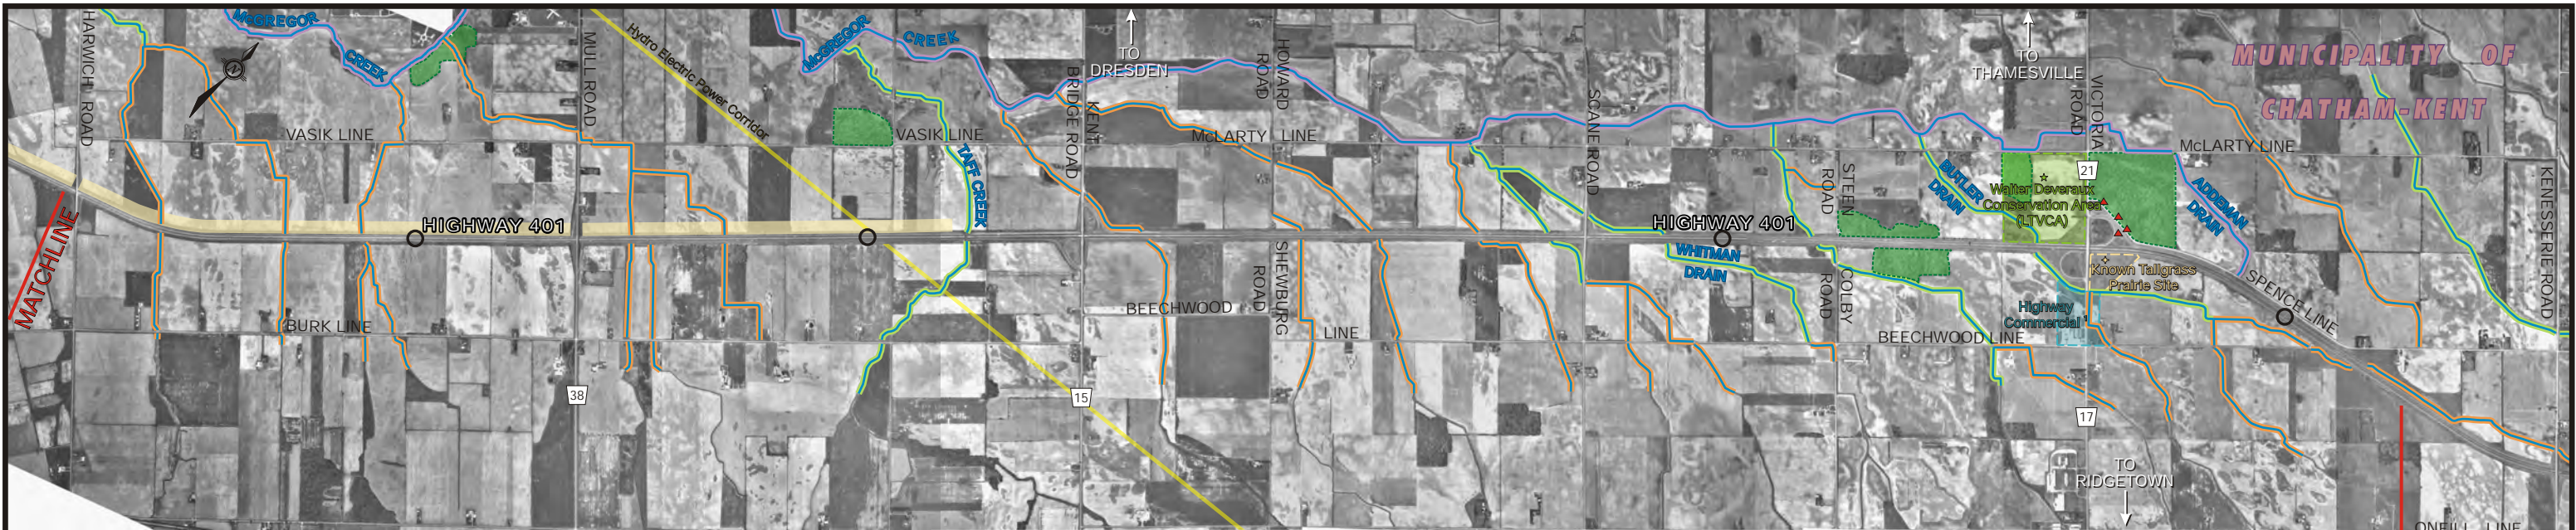 McGREGOR
CREEK
HARWICH ROAD
N
VASIK LINE
MULL ROAD
Hydro Electric Power Corridor
McGREGOR
CREEK
VASIK LINE
TAFF CREEK
BRIDGE ROAD
KENT
TO
DRESDEN
HOWARD
ROAD
McLARTY LINE
SCANE ROAD
TO
THAMESVILLE
VICTORIA
ROAD
MUNICIPALITY OF
CHATHAM-KENT
McLARTY LINE
STEEN
ROAD
BUTLER
DRAIN
21
Walter Deveraux
Conservation Area
(LTVCA)
ADDEMAN
DRAIN
KENESSERIE ROAD
MATCHLINE
HIGHWAY 401
HIGHWAY 401
WHITMAN
DRAIN
SHEWBURG
ROAD
BEECHWOOD
LINE
COLBY
ROAD
Known Tallgrass
Prairie Site
SPENCE LINE
Highway
Commercial
BURK LINE
BEECHWOOD LINE
38
15
17
TO
RIDGETOWN
ONEILL LINE